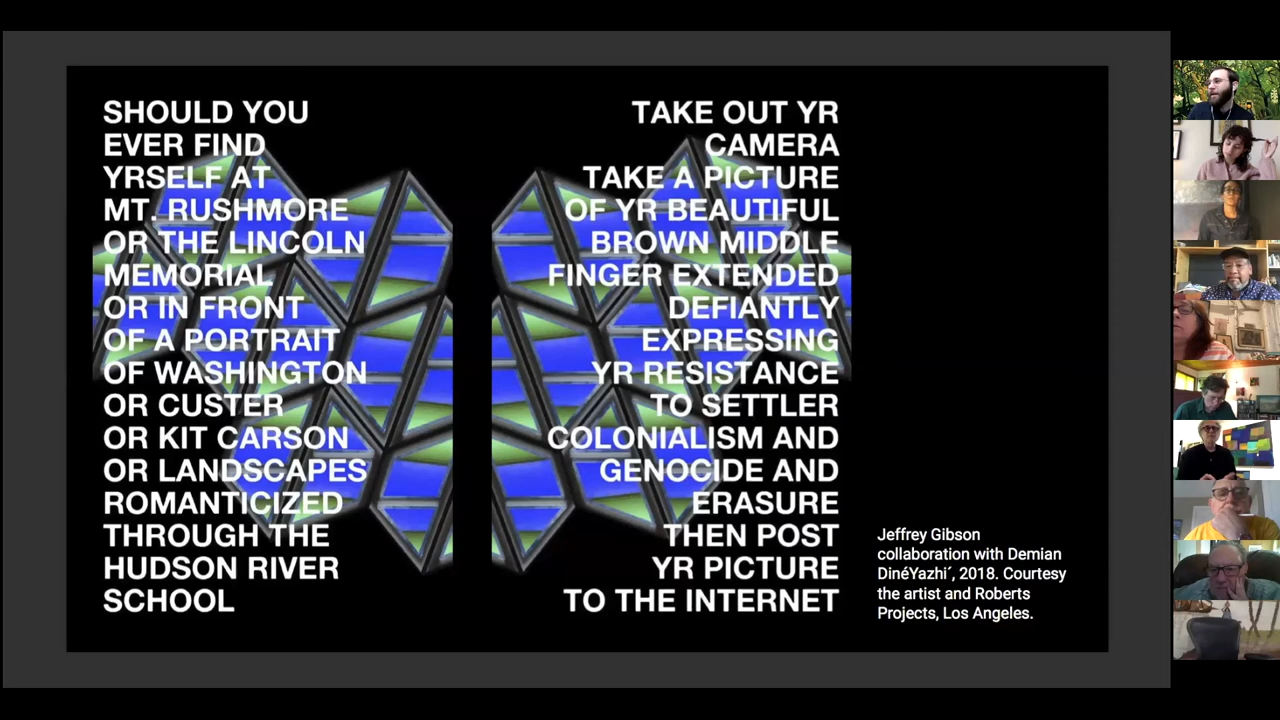 SHOULD YOU
EVER FIND
YRSELF AT
MT. RUSHMORE
OR THE LINCOLN
MEMORIAL
OR IN FRONT
OF A PORTRAIT
OF WASHINGTON
OR CUSTER
OR KIT CARSON
OR LANDSCAPES
ROMANTICIZED
THROUGH THE
HUDSON RIVER
SCHOOL
TAKE OUT YR
CAMERA
TAKE A PICTURE
OF YR BEAUTIFUL
BROWN MIDDLE
FINGER EXTENDED
DEFIANTLY
EXPRESSING
YR RESISTANCE
TO SETTLER
COLONIALISM AND
GENOCIDE AND
ERASURE
THEN POST
YR PICTURE
TO THE INTERNET
Jeffrey Gibson
collaboration with Demian
DinéYazhi´, 2018. Courtesy
the artist and Roberts
Projects, Los Angeles.